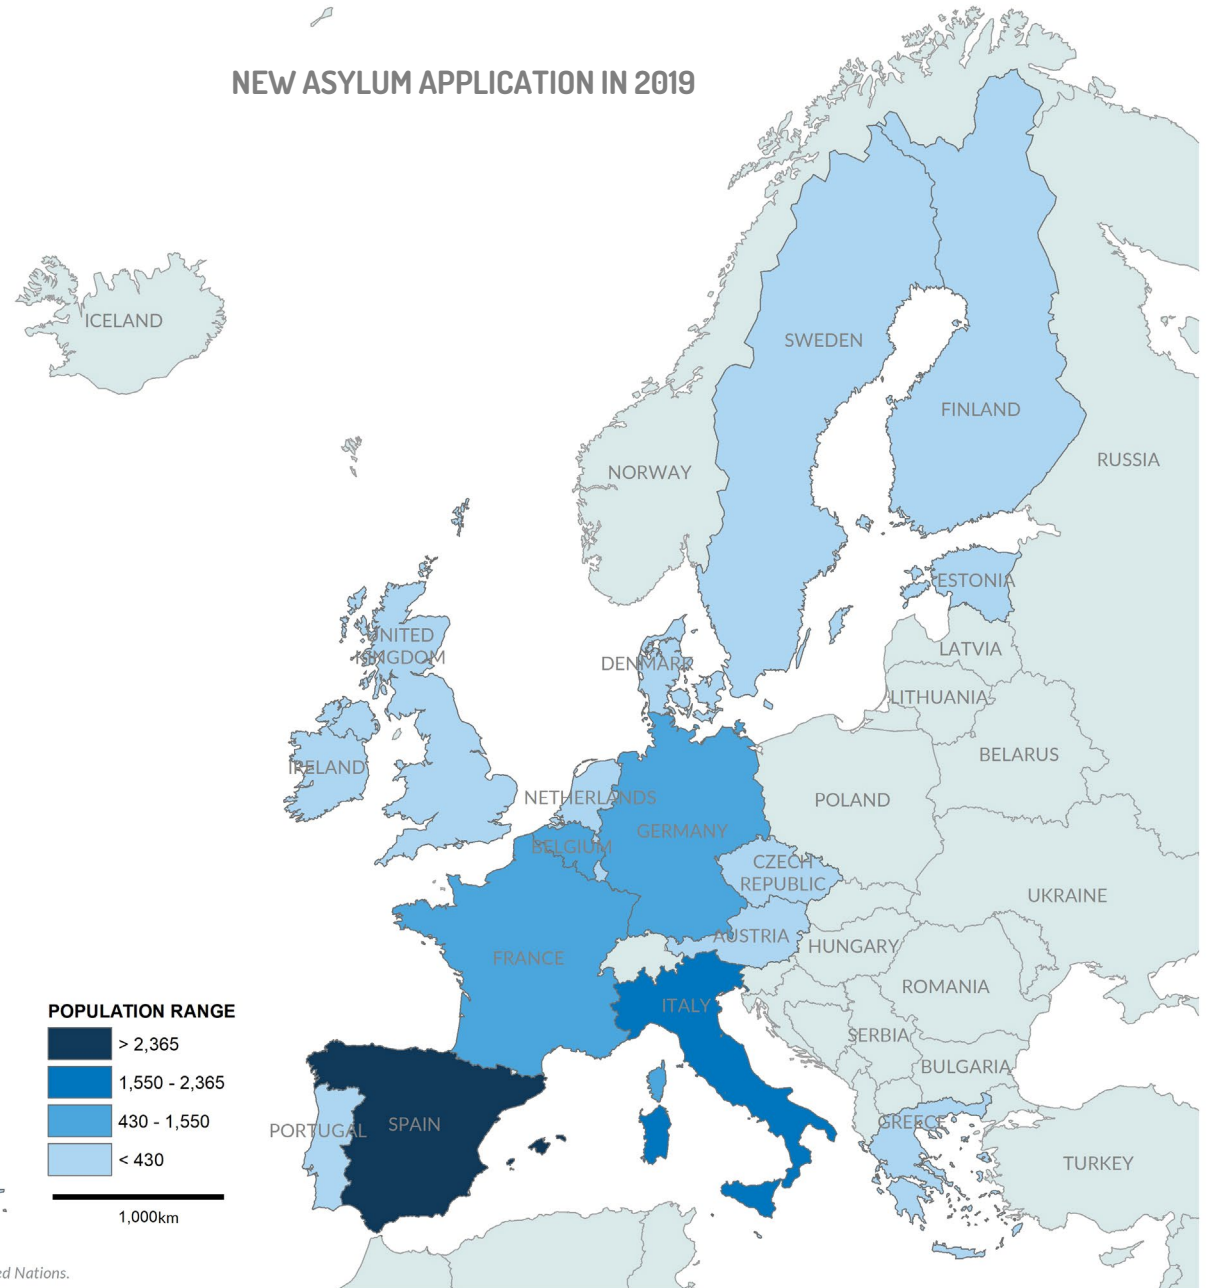 NEW ASYLUM APPLICATION IN 2019
ICELAND
SWEDEN
FINLAND
RUSSIA
NORWAY
ESTONIA
UNITED
KINGDOM
LATVIA
DENMARK
LITHUANIA
BELARUS
IRELAND
NETHERLANDS
POLAND
GERMANY
BELGIUM
CZECH
REPUBLIC
UKRAINE
AUSTRIA
HUNGARY
FRANCE
ROMANIA
ITALY
SERBIA
BULGARIA
SPAIN
PORTUGAL
GREECE
TURKEY
POPULATION RANGE
> 2,365
1,550 - 2,365
430 - 1,550
< 430
1,000km
Nations.